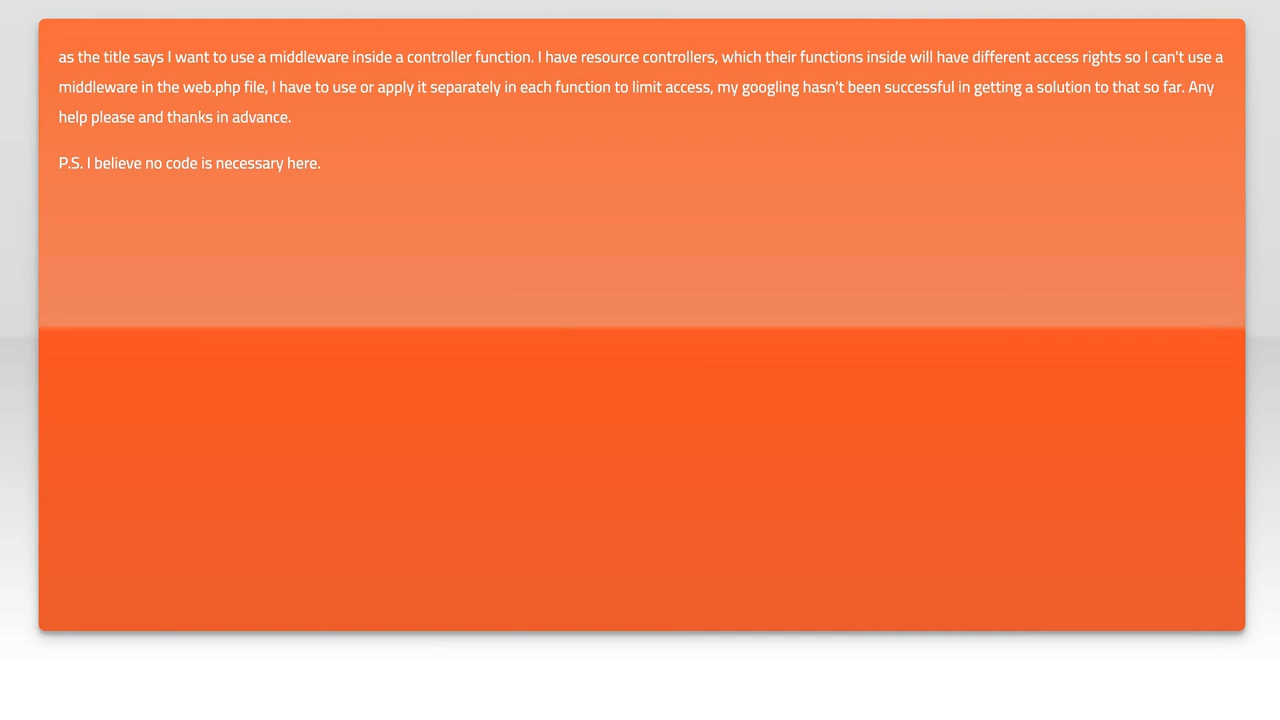 as the title says I want to use a middleware inside a controller function. I have resource controllers, which their functions inside will have different access rights so I can't use a
middleware in the web.php file, I have to use or apply it separately in each function to limit access, my googling hasn't been successful in getting a solution to that so far. Any
help please and thanks in advance.
P.S. I believe no code is necessary here.